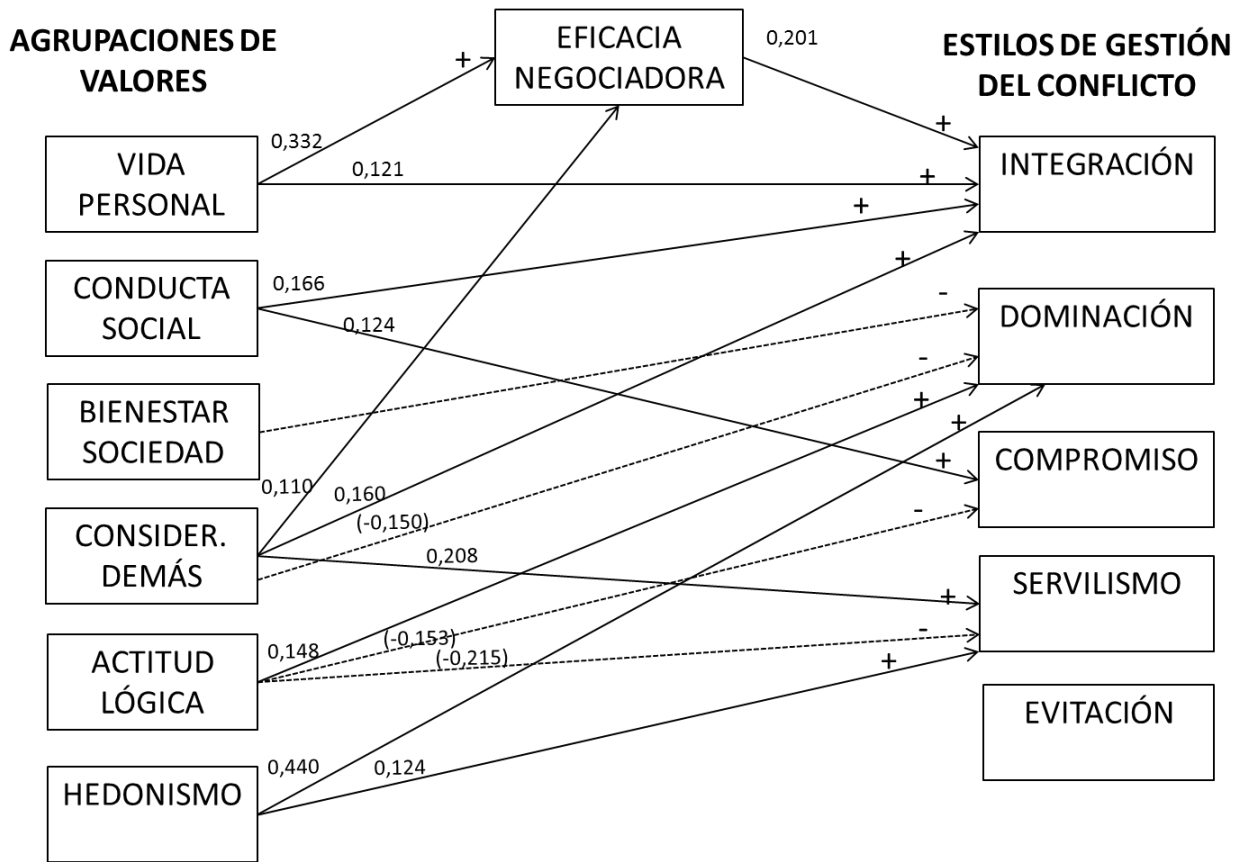 AGRUPACIONES DE
VALORES
EFICACIA
NEGOCIADORA
ESTILOS DE GESTIÓN
DEL CONFLICTO
0,201
+
+
VIDA
PERSONAL
0,332
0,121
+
INTEGRACIÓN
+
CONDUCTA
SOCIAL
0,166
0,124
+
-
DOMINACIÓN
-
BIENESTAR
SOCIEDAD
+
+
COMPROMISO
+
-
CONSIDER.
DEMÁS
0,110
0,160
(-0,150)
0,208
SERVILISMO
+
-
+
ACTITUD
LÓGICA
0,148
(-0,153)
(-0,215)
EVITACIÓN
HEDONISMO
0,440
0,124